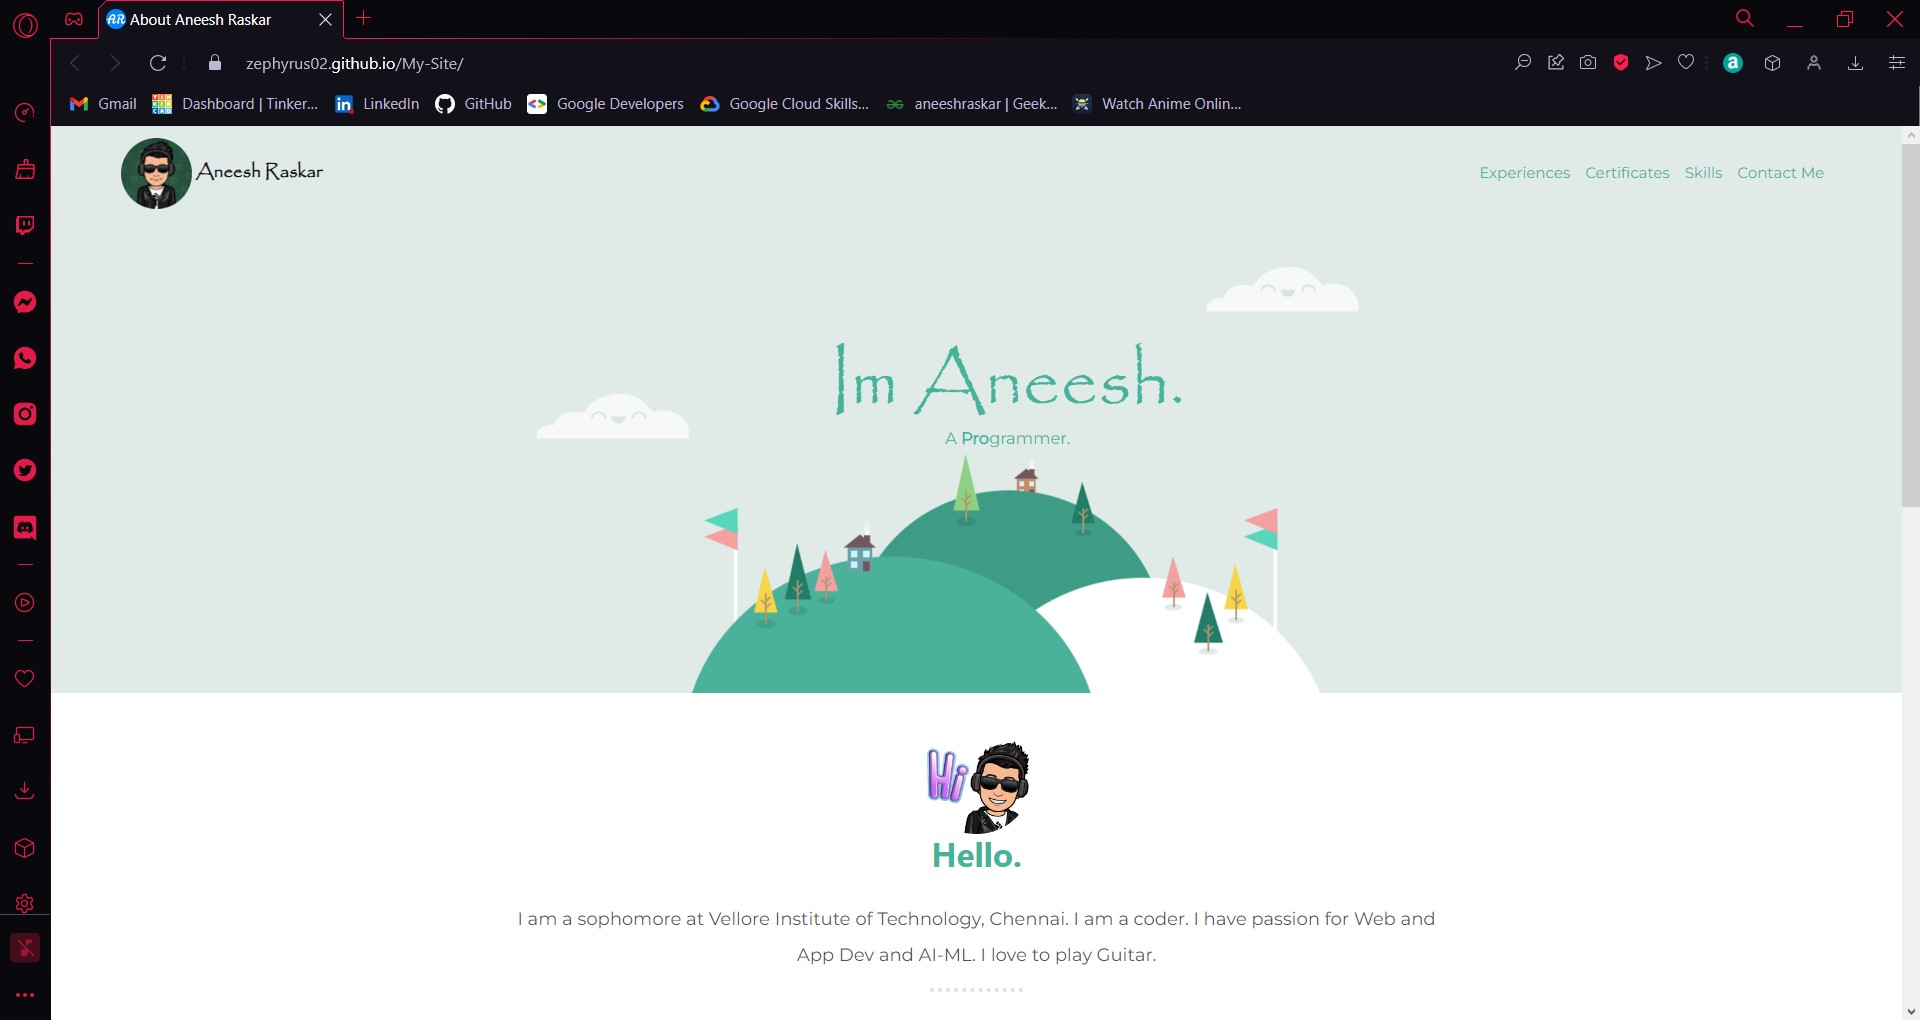 About Aneesh Raskar
zephyrus02.github.io/My-Site/
Gmail
Dashboard | Tinker...
LinkedIn
GitHub
Google Developers
Google Cloud Skills...
aneeshraskar | Geek...
Watch Anime Onlin...
Aneesh Raskar
Experiences Certificates Skills Contact Me
Im Aneesh.
A Programmer.
Hi
Hello.
I am a sophomore at Vellore Institute of Technology, Chennai. I am a coder. I have passion for Web and
App Dev and AI-ML. I love to play Guitar.